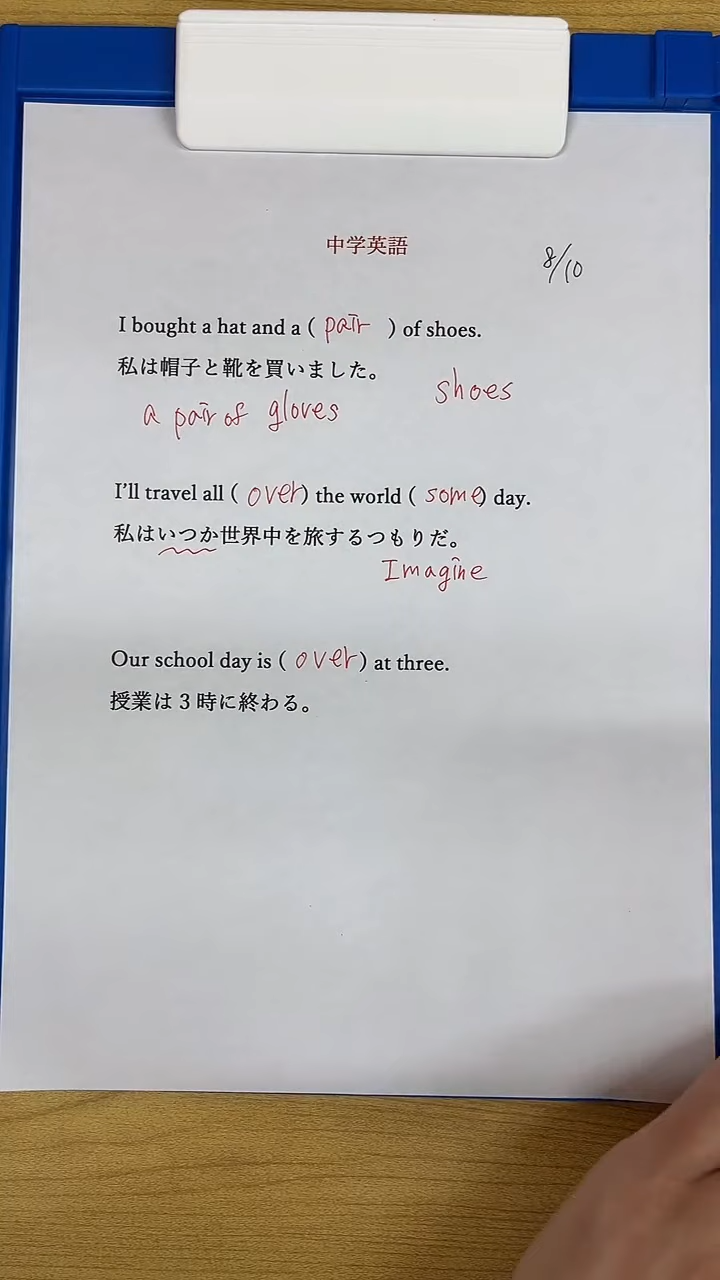 中学英語
8/10
I bought a hat and a ( pair ) of shoes.
私は帽子と靴を買いました。
shoes
a pair of gloves
I'll travel all ( over ) the world ( some ) day.
私はいつか世界中を旅するつもりだ。
Imagine
Our school day is ( over ) at three.
授業は3時に終わる。